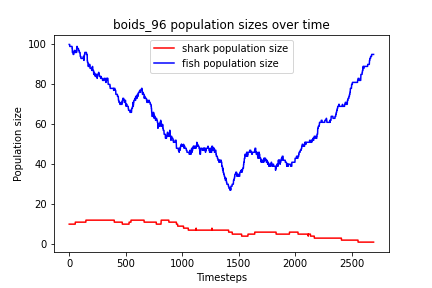 boids_96 population sizes over time
shark population size
fish population size
100
80
60
40
20
0
Population size
0 500 1000 1500 2000 2500
Timesteps